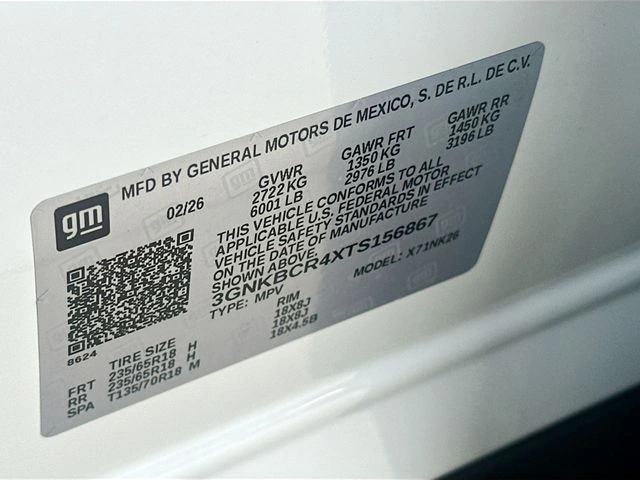 gm
MFD BY GENERAL MOTORS DE MEXICO, S. DE R.L. DE C.V.
02/26
GVWR GAWR FRT GAWR RR
2722 KG 1350 KG 1450 KG
6001 LB 2976 LB 3196 LB
THIS VEHICLE CONFORMS TO ALL
APPLICABLE U.S. FEDERAL MOTOR
VEHICLE SAFETY STANDARDS IN EFFECT
ON THE DATE OF MANUFACTURE
SHOWN ABOVE.
3GNKBCR4XTS156867
TYPE: MPV MODEL: X71NK26
8624
TIRE SIZE RIM
FRT 235/65R18 H 18X8J
RR 235/65R18 H 18X8J
SPA T135/70R18 M 18X4.5B